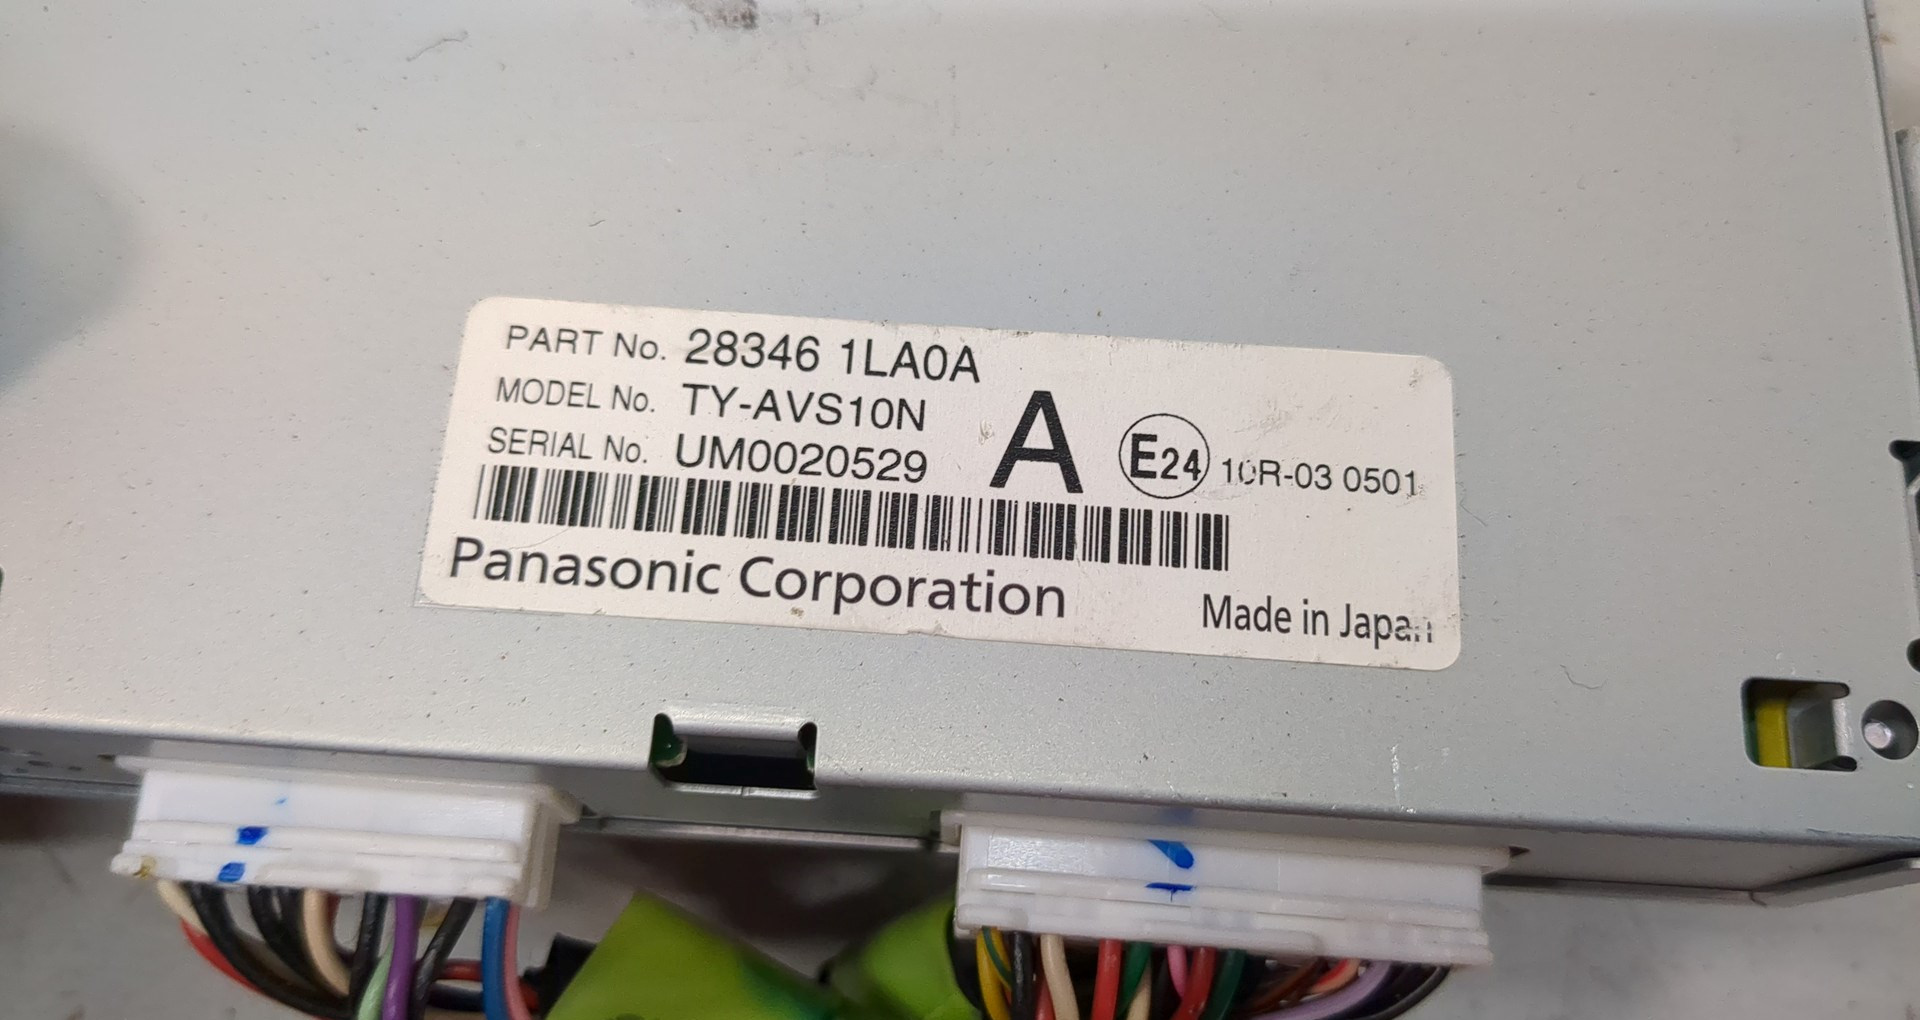 PART No. 28346 1LA0A
MODEL No. TY-AVS10N
SERIAL No. UM0020529
A
E24 10R-03 0501
Panasonic Corporation
Made in Japan